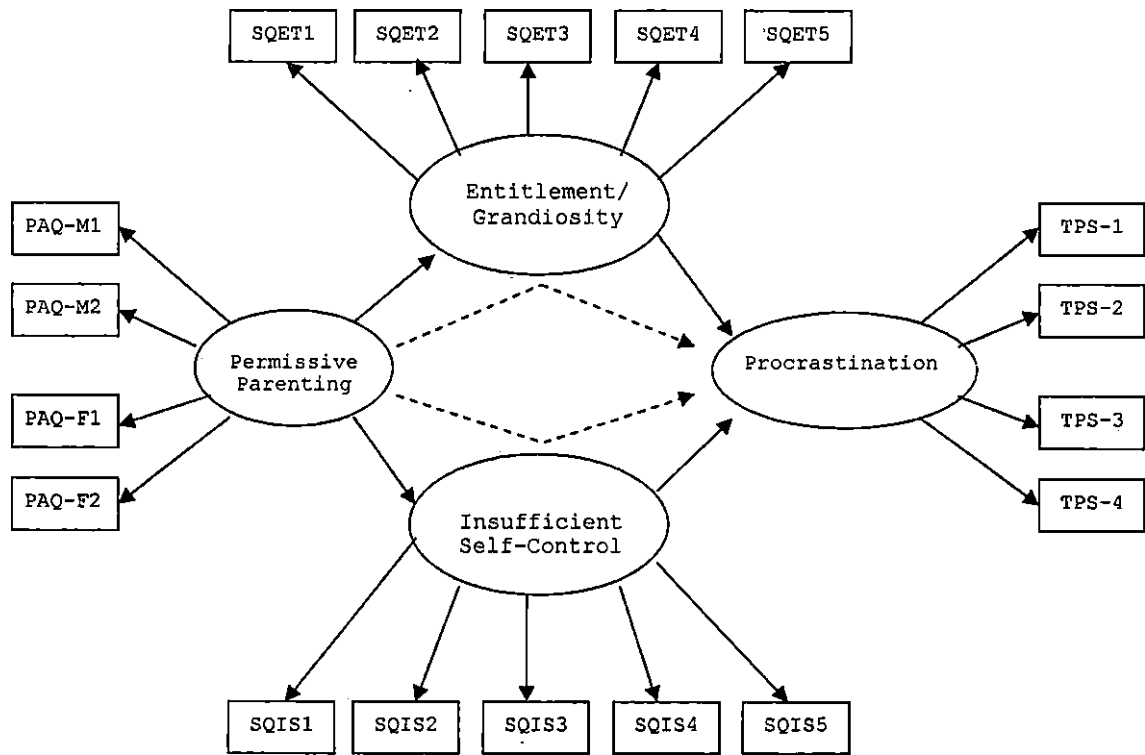 SQET1
SQET2
SQET3
SQET4
SQET5
Entitlement/
Grandiosity
PAQ-M1
PAQ-M2
PAQ-F1
PAQ-F2
Permissive
Parenting
Procrastination
TPS-1
TPS-2
TPS-3
TPS-4
Insufficient
Self-Control
SQIS1
SQIS2
SQIS3
SQIS4
SQIS5